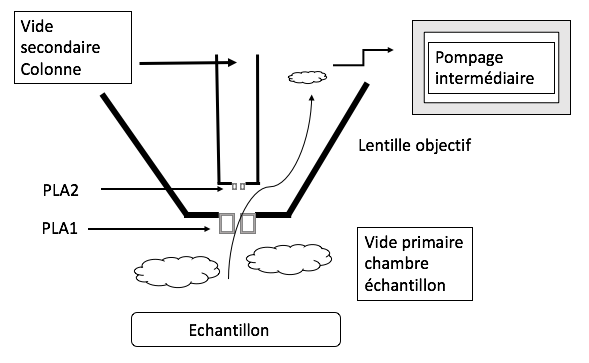 Vide
secondaire
Colonne
Pompage
intermédiaire
Lentille objectif
PLA2
PLA1
Vide primaire
chambre
échantillon
Echantillon